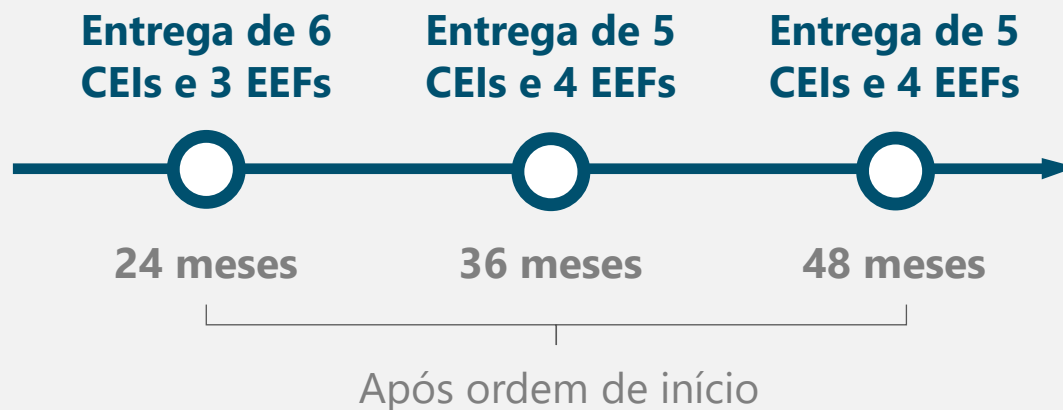 Entrega de 6
CEIs e 3 EEFs
Entrega de 5
CEIs e 4 EEFs
Entrega de 5
CEIs e 4 EEFs
24 meses
36 meses
48 meses
Após ordem de início